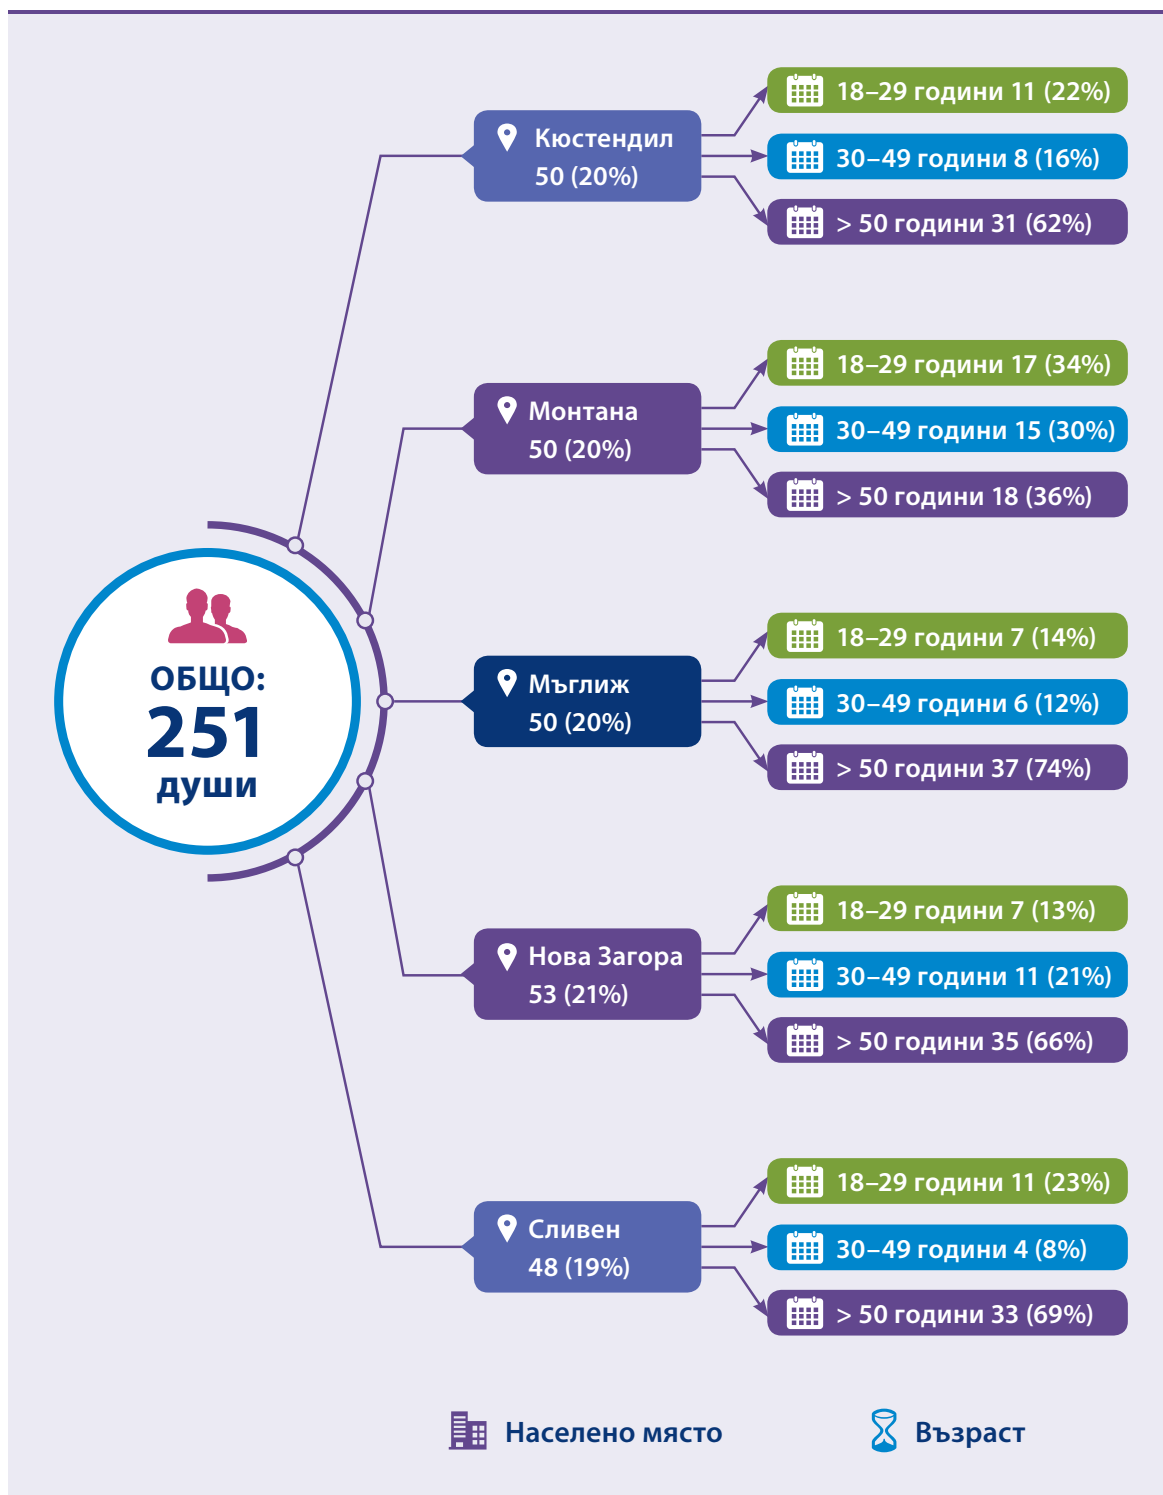 ОБЩО:
251
души
Кюстендил
50 (20%)
18–29 години 11 (22%)
30–49 години 8 (16%)
> 50 години 31 (62%)
Монтана
50 (20%)
18–29 години 17 (34%)
30–49 години 15 (30%)
> 50 години 18 (36%)
Мъглиж
50 (20%)
18–29 години 7 (14%)
30–49 години 6 (12%)
> 50 години 37 (74%)
Нова Загора
53 (21%)
18–29 години 7 (13%)
30–49 години 11 (21%)
> 50 години 35 (66%)
Сливен
48 (19%)
18–29 години 11 (23%)
30–49 години 4 (8%)
> 50 години 33 (69%)
Населено място
Възраст